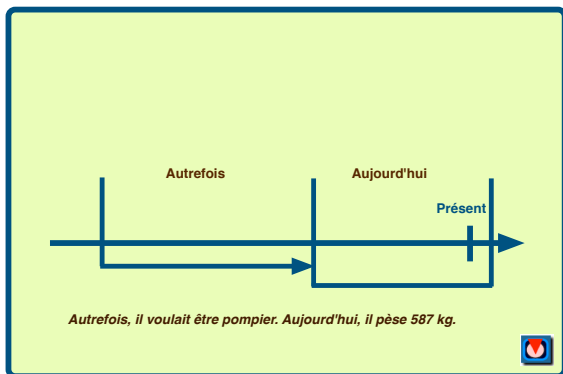 Autrefois
Aujourd'hui
Présent
Autrefois, il voulait être pompier. Aujourd'hui, il pèse 587 kg.